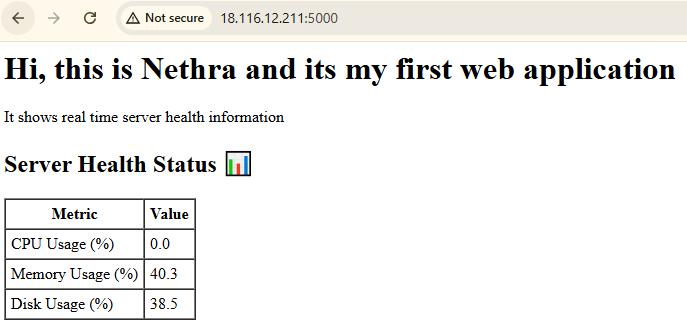 Not secure 18.116.12.211:5000
Hi, this is Nethra and its my first web application
It shows real time server health information
Server Health Status 📊
Metric Value
CPU Usage (%) 0.0
Memory Usage (%) 40.3
Disk Usage (%) 38.5